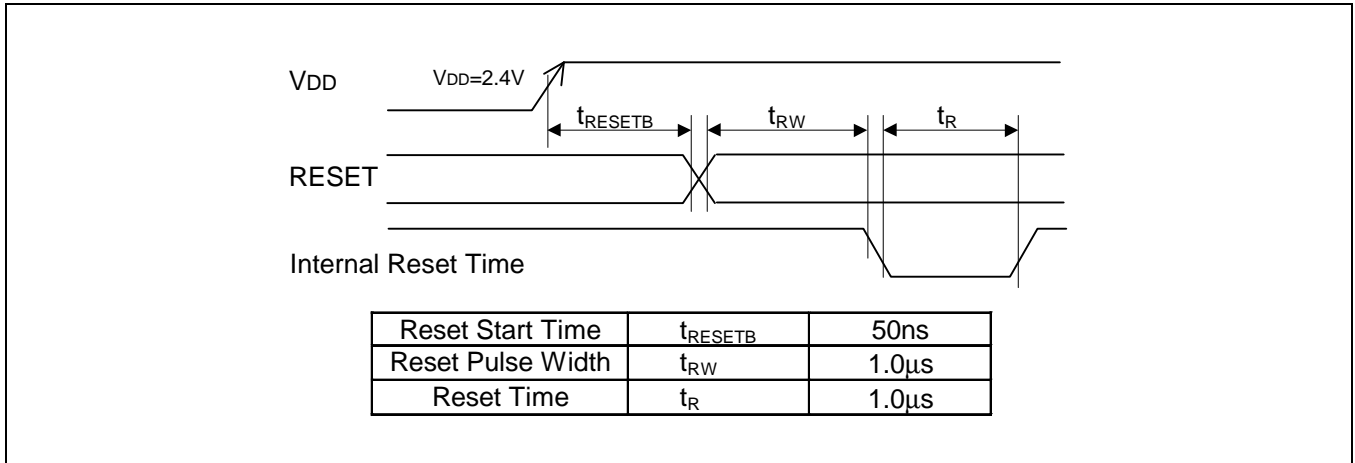 VDD VDD=2.4V
tRESETB tRW tR
RESET
Internal Reset Time
Reset Start Time tRESETB 50ns
Reset Pulse Width tRW 1.0μs
Reset Time tR 1.0μs